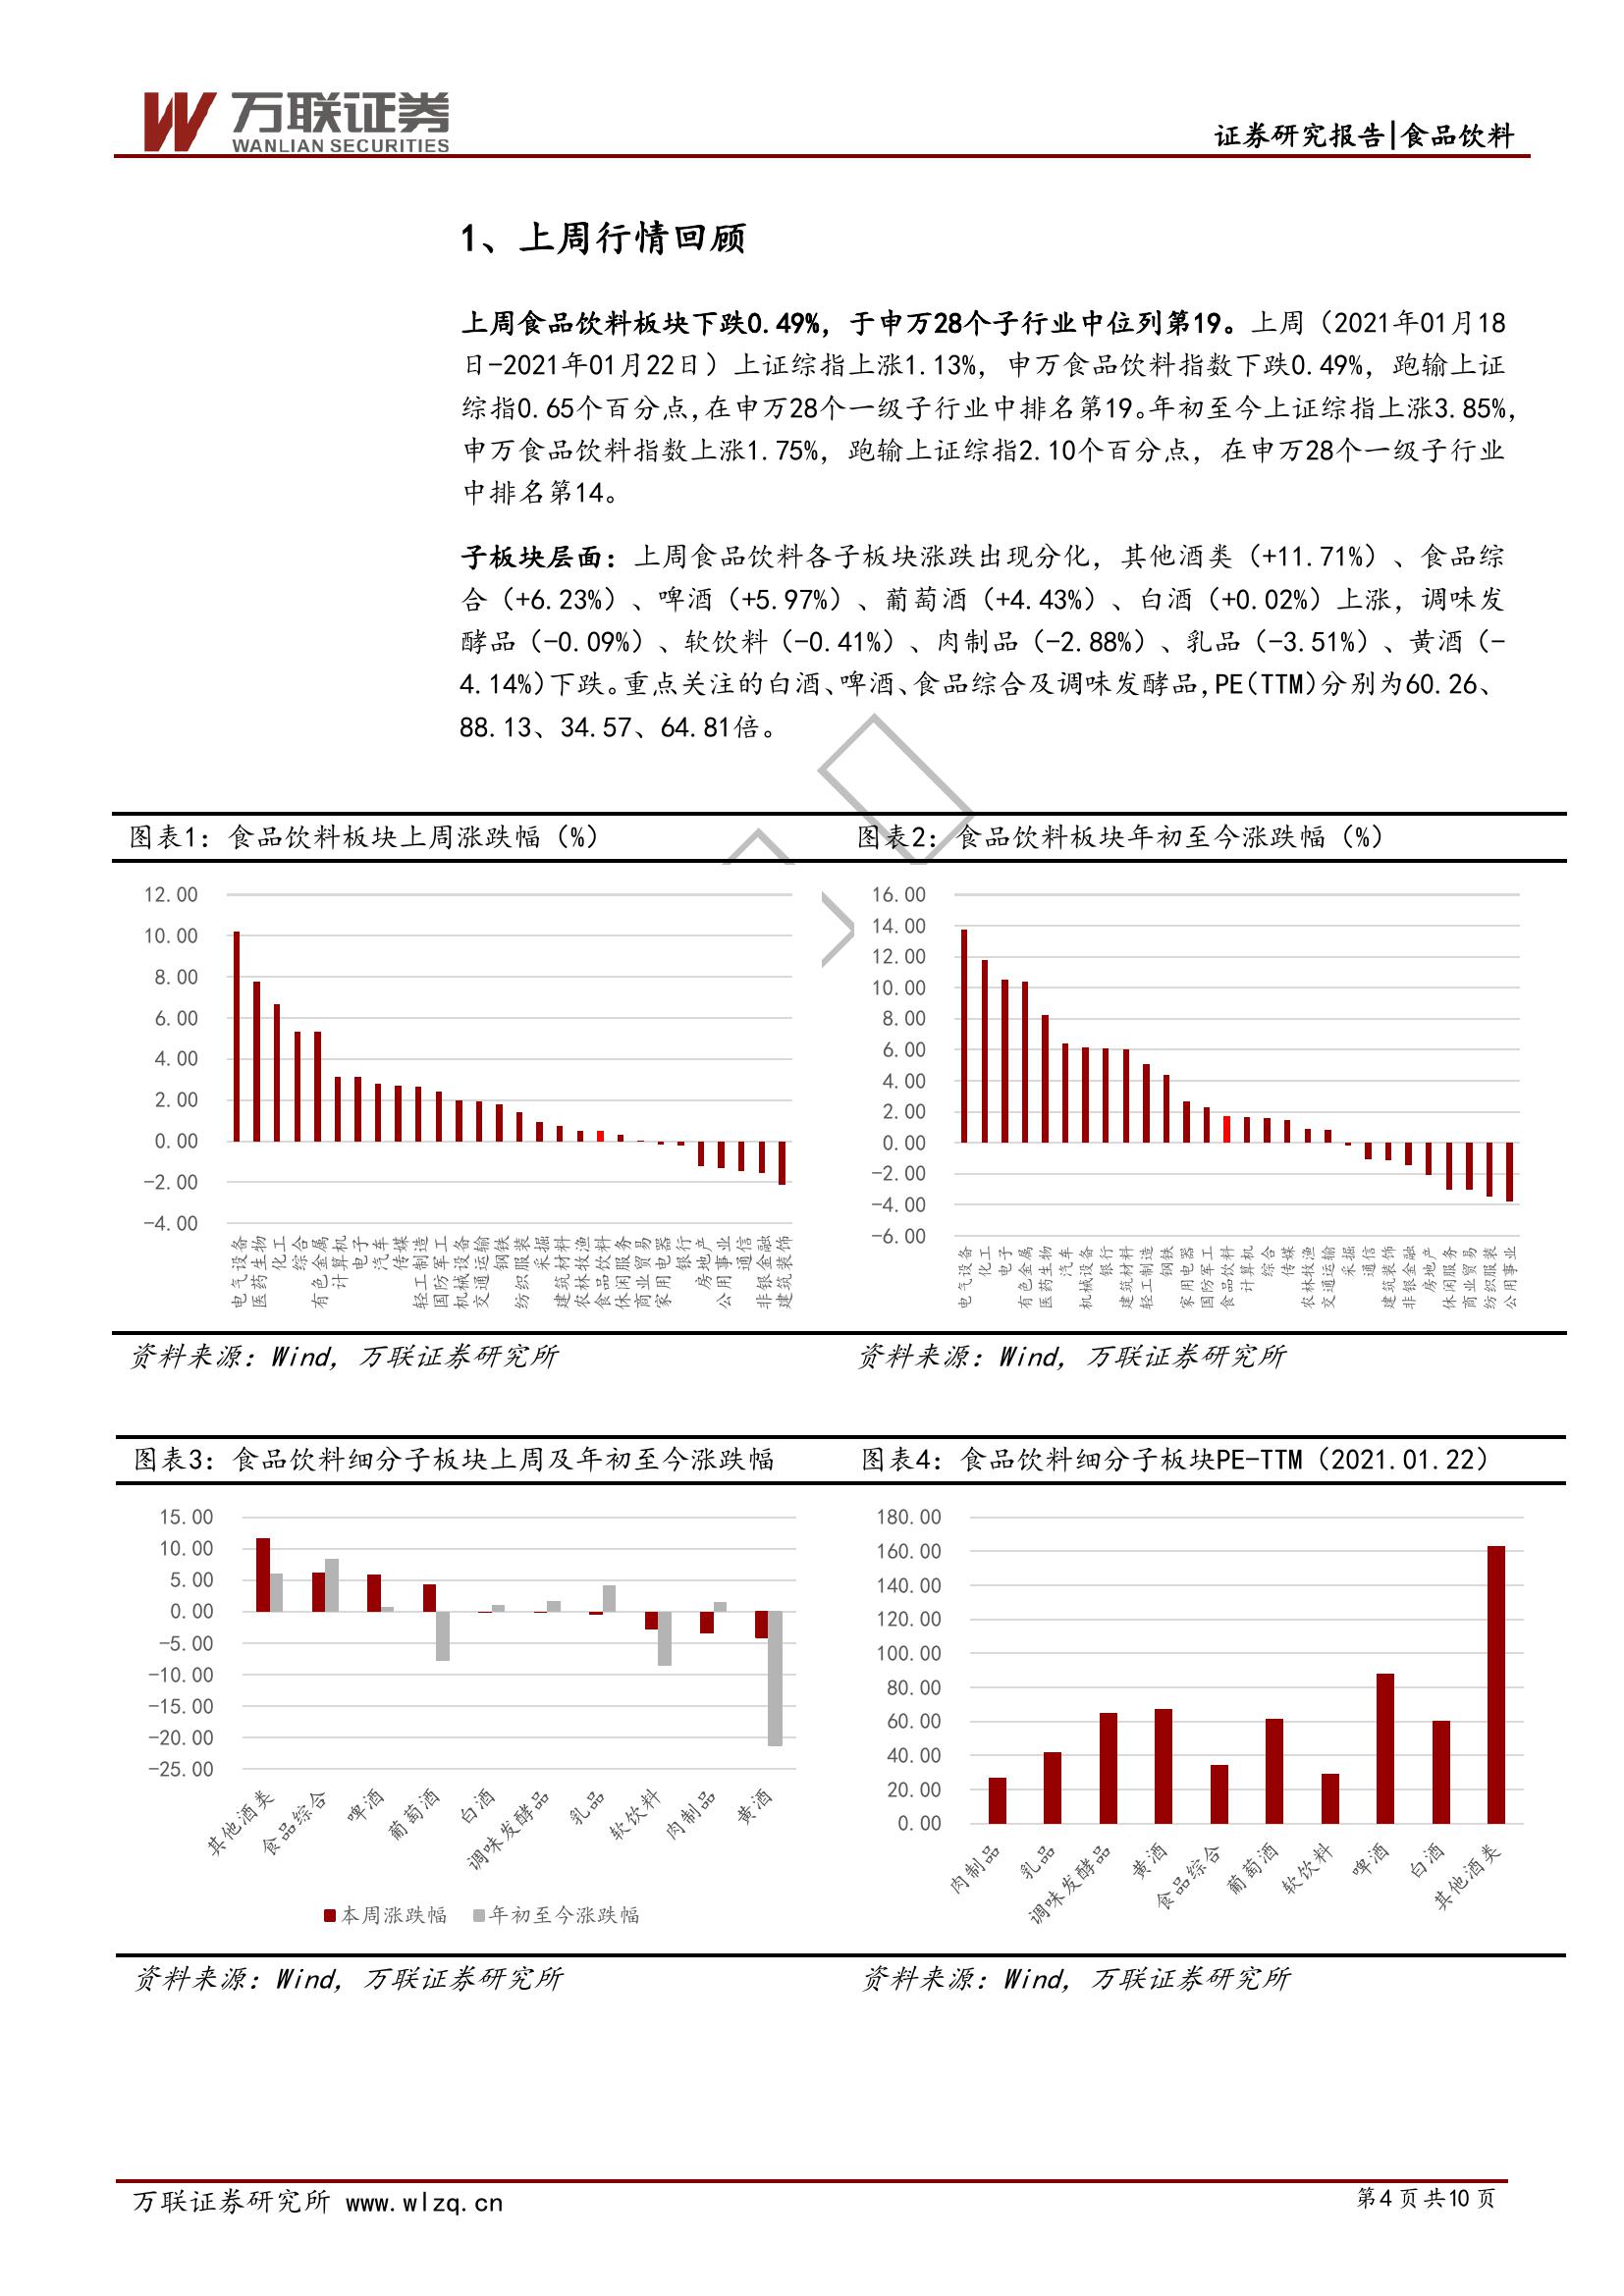 万联证券
WANLIAN SECURITIES
证券研究报告|食品饮料
1、上周行情回顾
上周食品饮料板块下跌0.49%，于申万28个子行业中位列第19。上周（2021年01月18
日-2021年01月22日）上证综指上涨1.13%，申万食品饮料指数下跌0.49%，跑输上证
综指0.65个百分点，在申万28个一级子行业中排名第19。年初至今上证综指上涨3.85%，
申万食品饮料指数上涨1.75%，跑输上证综指2.10个百分点，在申万28个一级子行业
中排名第14。
子板块层面：上周食品饮料各子板块涨跌出现分化，其他酒类（+11.71%）、食品综
合（+6.23%）、啤酒（+5.97%）、葡萄酒（+4.43%）、白酒（+0.02%）上涨，调味发
酵品（-0.09%）、软饮料（-0.41%）、肉制品（-2.88%）、乳品（-3.51%）、黄酒（-
4.14%）下跌。重点关注的白酒、啤酒、食品综合及调味发酵品，PE（TTM）分别为60.26、
88.13、34.57、64.81倍。
图表1：食品饮料板块上周涨跌幅（%）
12.00
10.00
8.00
6.00
4.00
2.00
0.00
-2.00
-4.00
电气设备
医药生物
化工
综合
有色金属
计算机
电子
汽车
传媒
轻工制造
国防军工
机械设备
交通运输
钢铁
纺织服装
采掘
建筑材料
农林牧渔
食品饮料
休闲服务
商业贸易
家用电器
银行
房地产
公用事业
通信
非银金融
建筑装饰
资料来源：Wind，万联证券研究所
图表2：食品饮料板块年初至今涨跌幅（%）
16.00
14.00
12.00
10.00
8.00
6.00
4.00
2.00
0.00
-2.00
-4.00
-6.00
电气设备
化工
电子
有色金属
医药生物
汽车
机械设备
银行
建筑材料
轻工制造
钢铁
家用电器
国防军工
食品饮料
计算机
综合
传媒
农林牧渔
交通运输
采掘
通信
建筑装饰
非银金融
房地产
休闲服务
商业贸易
纺织服装
公用事业
资料来源：Wind，万联证券研究所
图表3：食品饮料细分子板块上周及年初至今涨跌幅
15.00
10.00
5.00
0.00
-5.00
-10.00
-15.00
-20.00
-25.00
其他酒类
食品综合
啤酒
葡萄酒
白酒
调味发酵品
乳品
软饮料
肉制品
黄酒
本周涨跌幅 年初至今涨跌幅
资料来源：Wind，万联证券研究所
图表4：食品饮料细分子板块PE-TTM（2021.01.22）
180.00
160.00
140.00
120.00
100.00
80.00
60.00
40.00
20.00
0.00
肉制品
乳品
调味发酵品
黄酒
食品综合
葡萄酒
软饮料
啤酒
白酒
其他酒类
资料来源：Wind，万联证券研究所
万联证券研究所 www.wlzq.cn
第4页共10页